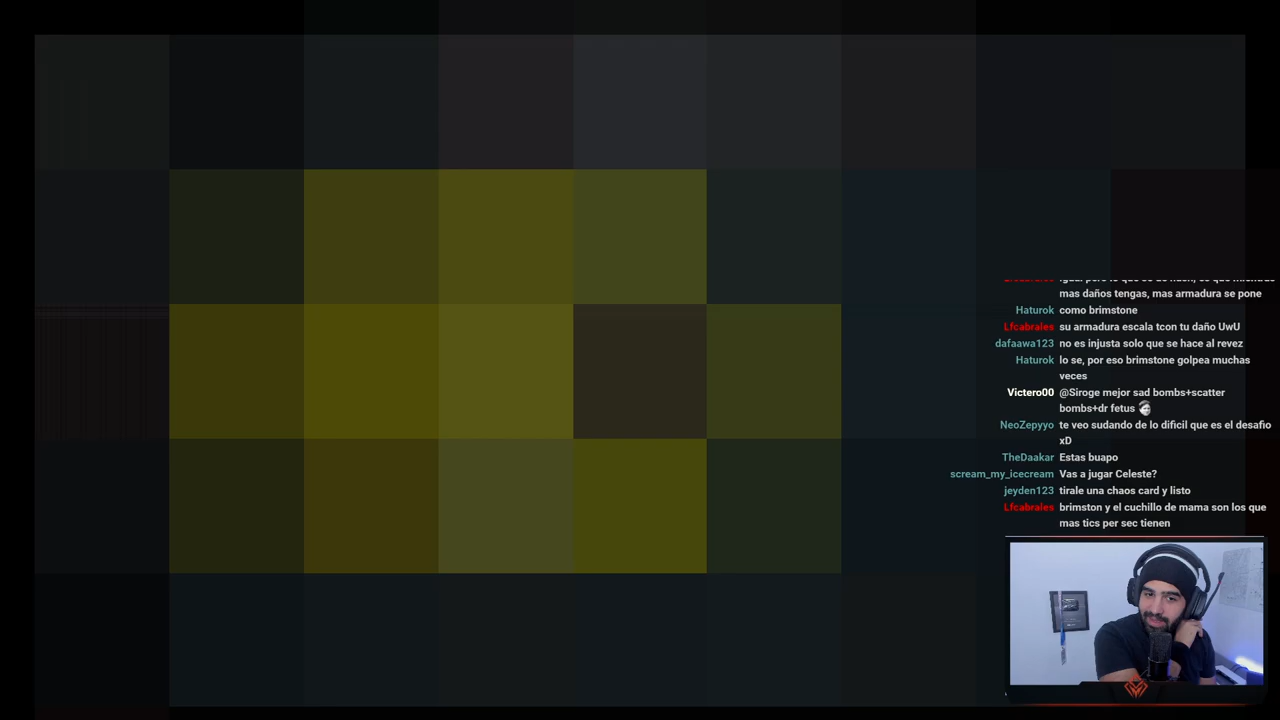 mas daños tengas, mas armadura se pone
Haturok como brimstone
Lfcabrales su armadura escala tcon tu daño UwU
dafaawa123 no es injusta solo que se hace al revez
Haturok lo se, por eso brimstone golpea muchas
veces
Victero00 @Siroge mejor sad bombs+scatter
bombs+dr fetus
NeoZepyyo te veo sudando de lo dificil que es el desafio
xD
TheDaakar Estas buapo
scream_my_icecream Vas a jugar Celeste?
jeyden123 tirale una chaos card y listo
Lfcabrales brimston y el cuchillo de mama son los que
mas tics per sec tienen